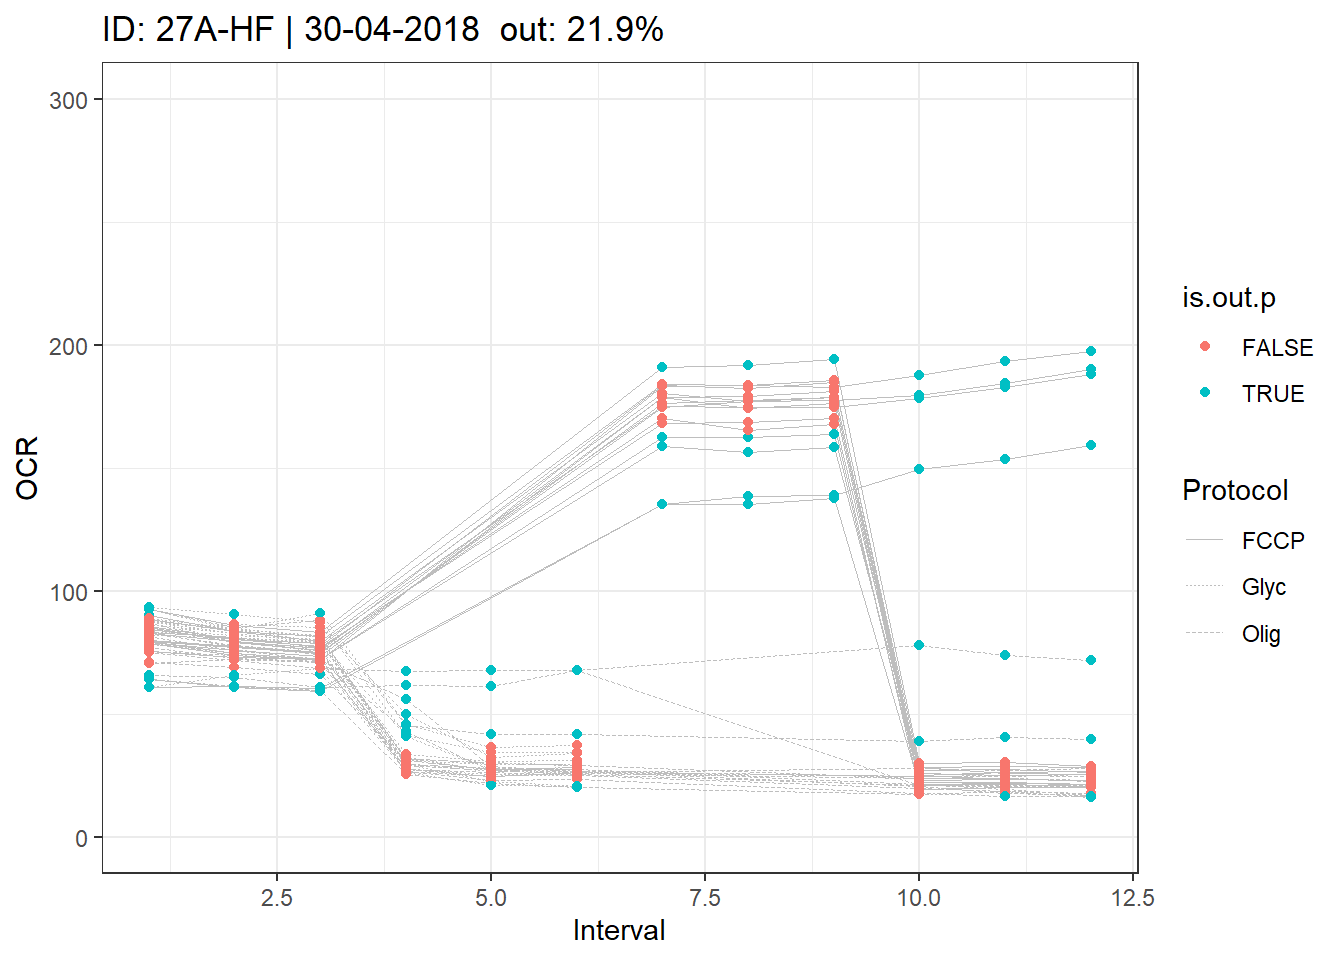 ID: 27A-HF | 30-04-2018  out: 21.9%
300
200
100
0
OCR
2.5 5.0 7.5 10.0 12.5
Interval
is.out.p
FALSE
TRUE
Protocol
FCCP
Glyc
Olig